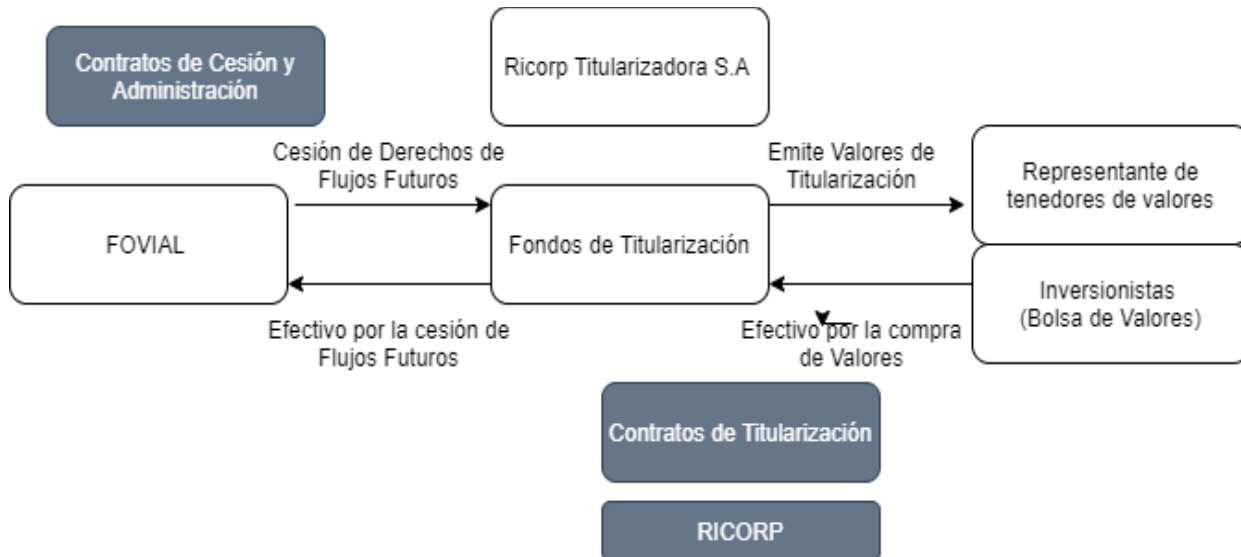 Contratos de Cesión y
Administración
Ricorp Titularizadora S.A
Cesión de Derechos de
Flujos Futuros
Emite Valores de
Titularización
Representante de
tenedores de valores
FOVIAL
Fondos de Titularización
Inversionistas
(Bolsa de Valores)
Efectivo por la cesión de
Flujos Futuros
Efectivo por la compra
de Valores
Contratos de Titularización
RICORP